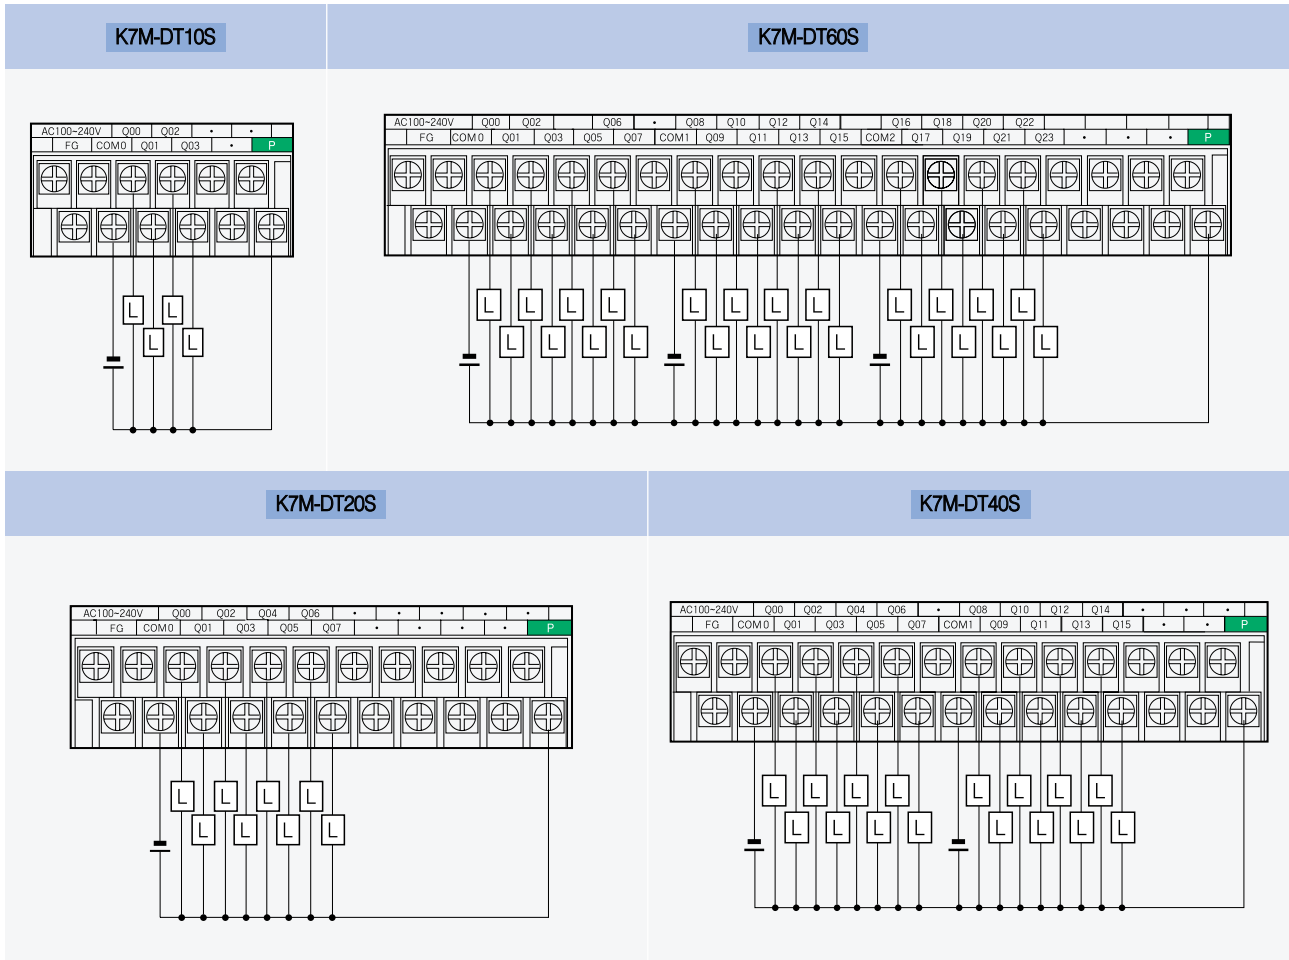 K7M-DT10S
K7M-DT60S
AC100~240V Q00 Q02 • •
FG COM0 Q01 Q03 • P
L L
L L
AC100~240V Q00 Q02 Q06 • Q08 Q10 Q12 Q14 Q16 Q18 Q20 Q22
FG COM0 Q01 Q03 Q05 Q07 COM1 Q09 Q11 Q13 Q15 COM2 Q17 Q19 Q21 Q23 • • • P
L L L L L L L L L L L L
L L L L L L L L L L L L
K7M-DT20S
K7M-DT40S
AC100~240V Q00 Q02 Q04 Q06 • • • • •
FG COM0 Q01 Q03 Q05 Q07 • • • • P
L L L L
L L L L
AC100~240V Q00 Q02 Q04 Q06 • Q08 Q10 Q12 Q14 • • •
FG COM0 Q01 Q03 Q05 Q07 COM1 Q09 Q11 Q13 Q15 • • P
L L L L L L L L
L L L L L L L L